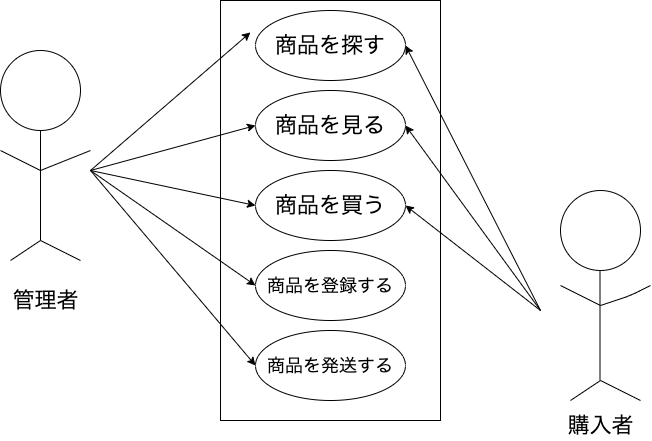 商品を探す
商品を見る
商品を買う
商品を登録する
商品を発送する
管理者
購入者